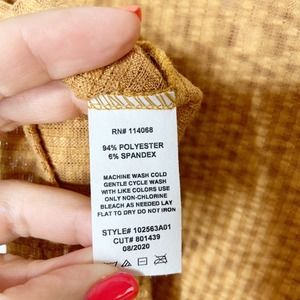 RN# 114068
94% POLYESTER
6% SPANDEX
MACHINE WASH COLD
GENTLE CYCLE WASH
WITH LIKE COLORS USE
ONLY NON-CHLORINE
BLEACH AS NEEDED LAY
FLAT TO DRY DO NOT IRON
STYLE# 102563A01
CUT# 801439
08/2020